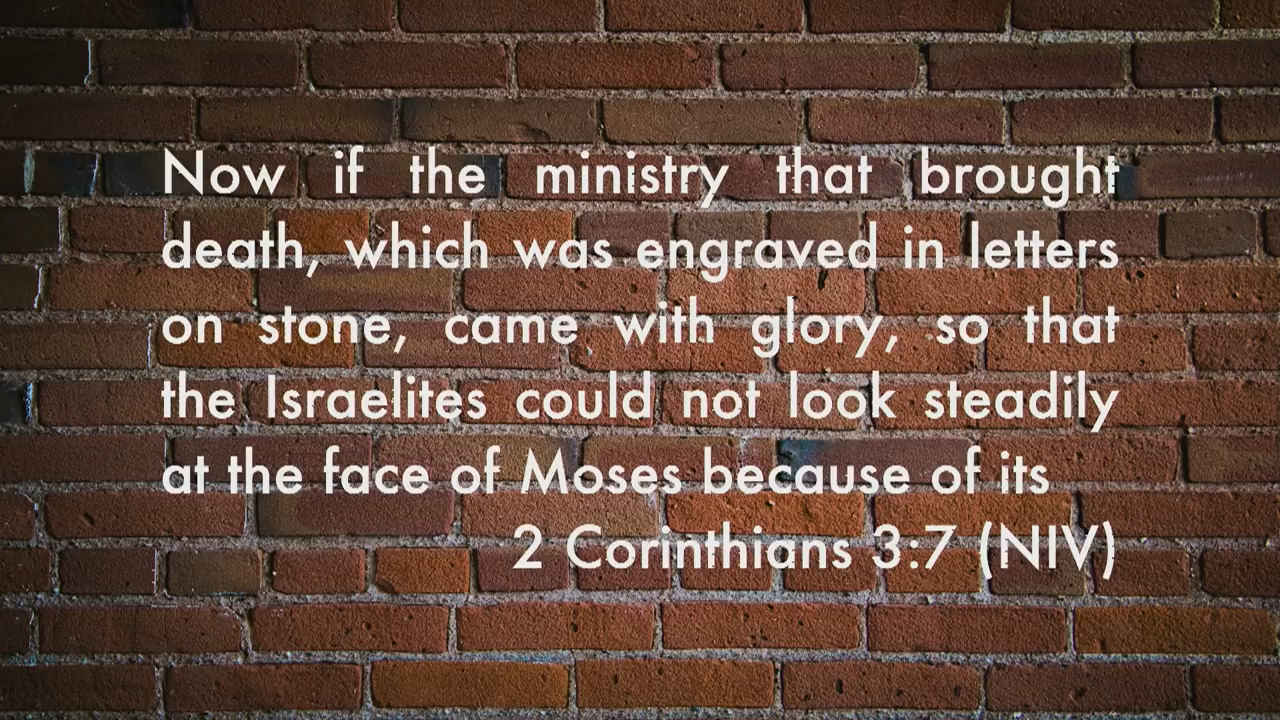 Now if the ministry that brought
death, which was engraved in letters
on stone, came with glory, so that
the Israelites could not look steadily
at the face of Moses because of its
2 Corinthians 3:7 (NIV)